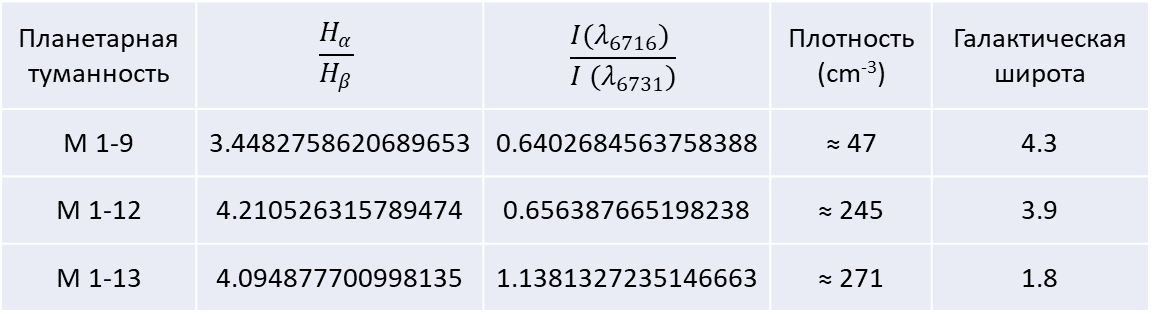 Планетарная туманность | Hα / Hβ | I(λ6716) / I (λ6731) | Плотность (cm-3) | Галактическая широта
М 1-9 | 3.4482758620689653 | 0.6402684563758388 | ≈ 47 | 4.3
М 1-12 | 4.210526315789474 | 0.656387665198238 | ≈ 245 | 3.9
М 1-13 | 4.094877700998135 | 1.1381327235146663 | ≈ 271 | 1.8